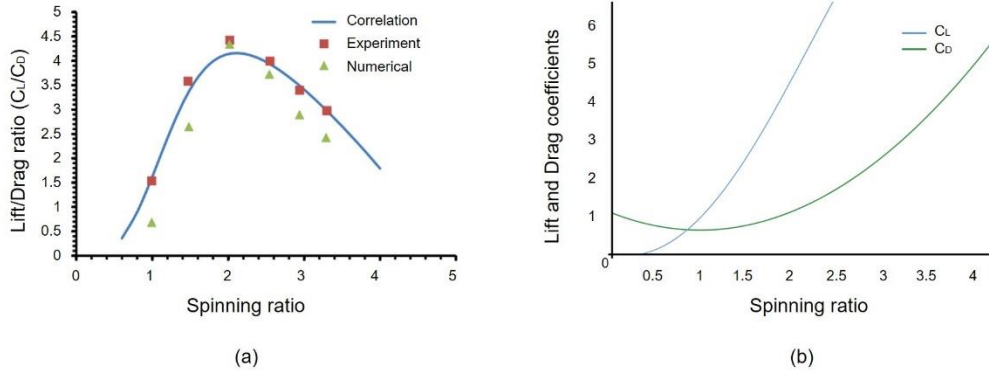 5
4.5
4
3.5
3
2.5
2
1.5
1
0.5
0
0 1 2 3 4 5
Lift/Drag ratio (CL/CD)
Spinning ratio
Correlation
Experiment
Numerical
(a)
6
5
4
3
2
1
0
0.5 1 1.5 2 2.5 3 3.5 4
Lift and Drag coefficients
Spinning ratio
CL
CD
(b)